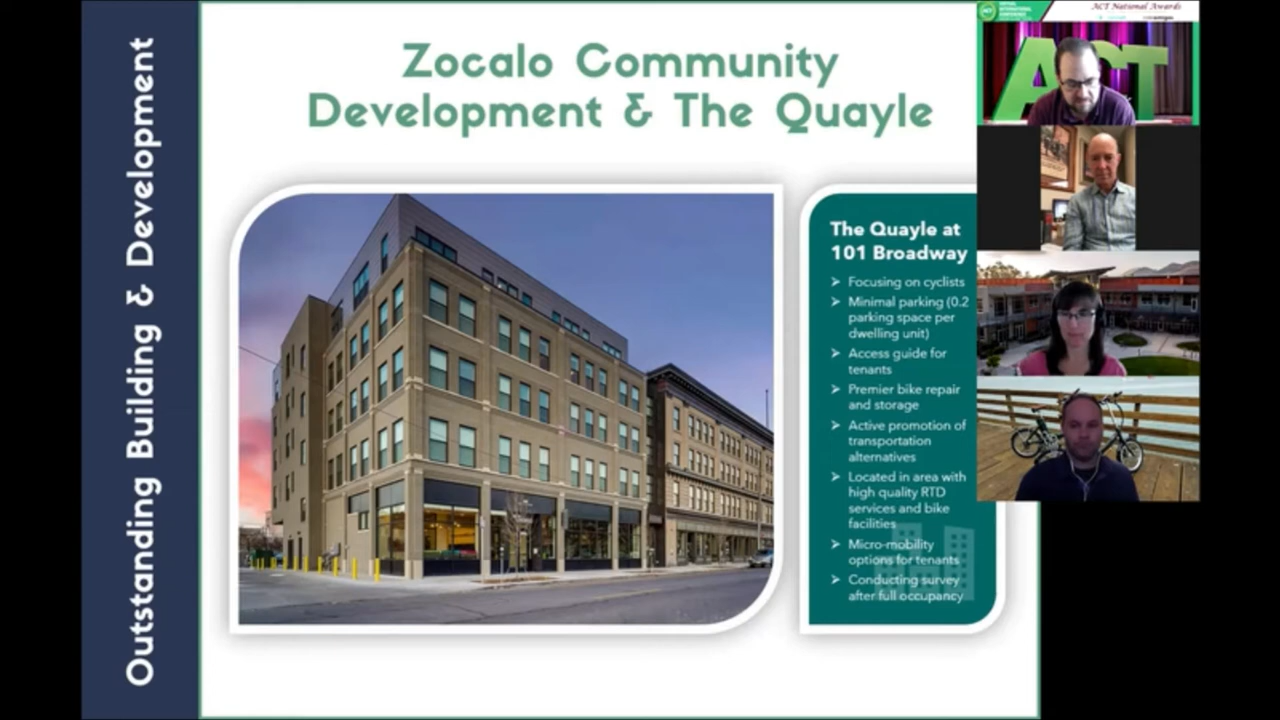 Outstanding Building & Development
Zocalo Community
Development & The Quayle
The Quayle at
101 Broadway
Focusing on cyclists
Minimal parking (0.2
parking space per
dwelling unit)
Access guide for
tenants
Premier bike repair
and storage
Active promotion of
transportation
alternatives
Located in area with
high quality RTD
services and bike
facilities
Micro-mobility
options for tenants
Conducting survey
after full occupancy
ACT National Awards
ACT